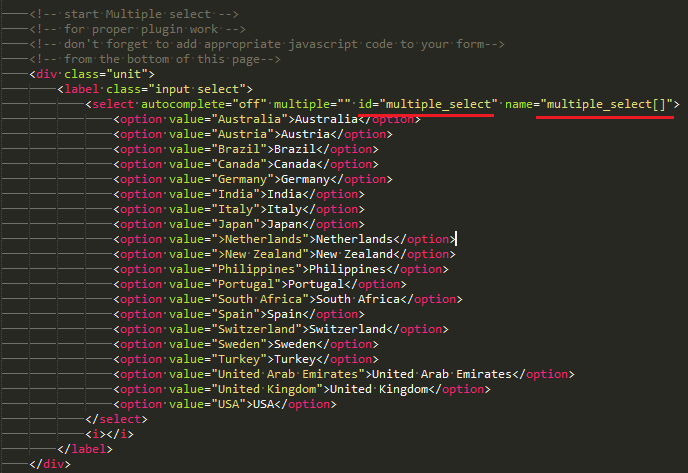 <!-- start Multiple select -->
<!-- for proper plugin work -->
<!-- don't forget to add appropriate javascript code to your form-->
<!-- from the bottom of this page-->
<div class="unit">
<label class="input select">
<select autocomplete="off" multiple="" id="multiple_select" name="multiple_select[]">
<option value="Australia">Australia</option>
<option value="Austria">Austria</option>
<option value="Brazil">Brazil</option>
<option value="Canada">Canada</option>
<option value="Germany">Germany</option>
<option value="India">India</option>
<option value="Italy">Italy</option>
<option value="Japan">Japan</option>
<option value=">Netherlands">Netherlands</option>
<option value=">New Zealand">New Zealand</option>
<option value="Philippines">Philippines</option>
<option value="Portugal">Portugal</option>
<option value="South Africa">South Africa</option>
<option value="Spain">Spain</option>
<option value="Switzerland">Switzerland</option>
<option value="Sweden">Sweden</option>
<option value="Turkey">Turkey</option>
<option value="United Arab Emirates">United Arab Emirates</option>
<option value="United Kingdom">United Kingdom</option>
<option value="USA">USA</option>
</select>
<i></i>
</label>
</div>